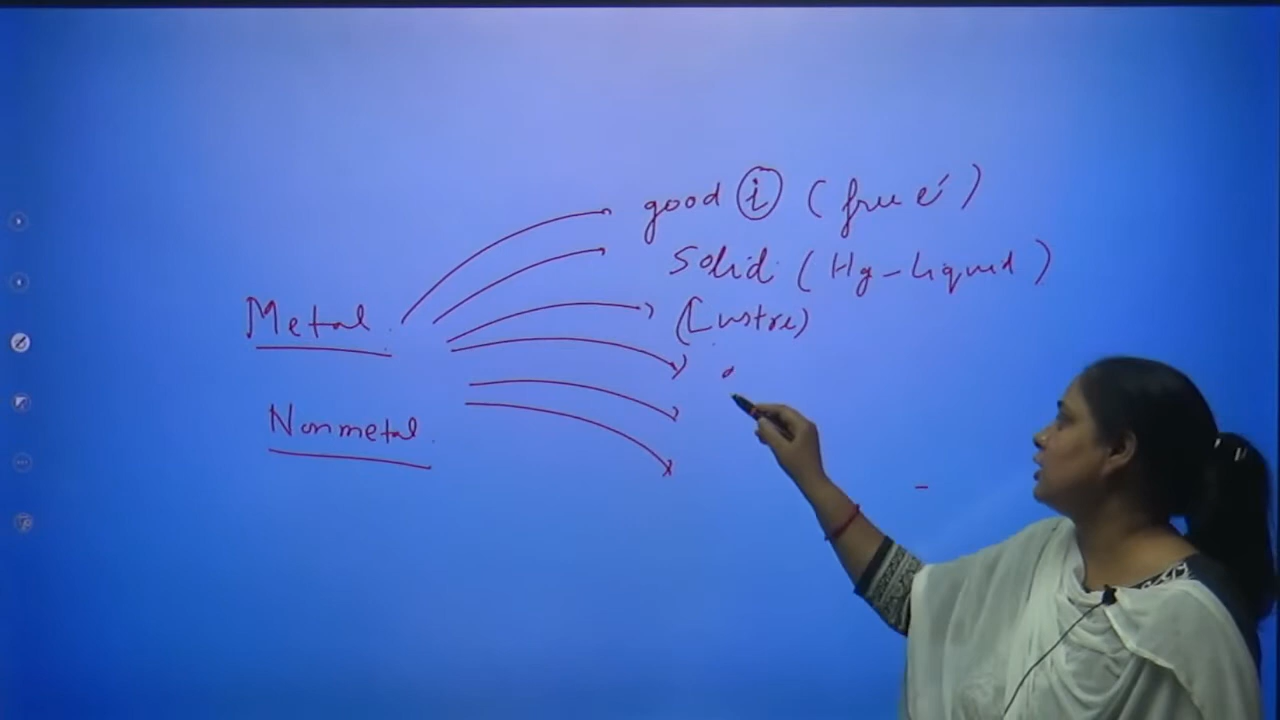 good i (free e⁻)
Solid (Hg-Liquid)
Metal
(Lustre)
Nonmetal